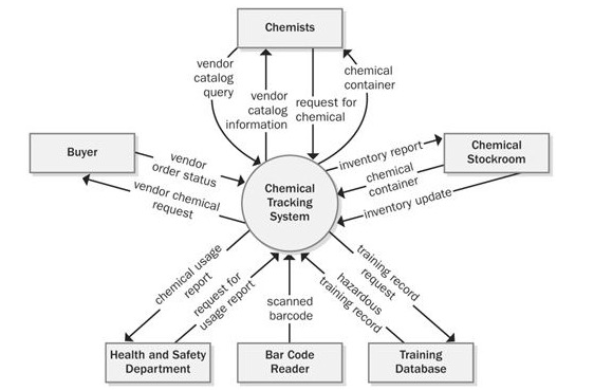 Chemists
vendor
catalog
query
vendor
catalog
information
request for
chemical
chemical
container
Buyer
vendor
order status
vendor chemical
request
Chemical
Tracking
System
inventory report
chemical
container
inventory update
Chemical
Stockroom
chemical usage
report
request for
usage report
scanned
barcode
hazardous
training record
training record
request
Health and Safety
Department
Bar Code
Reader
Training
Database